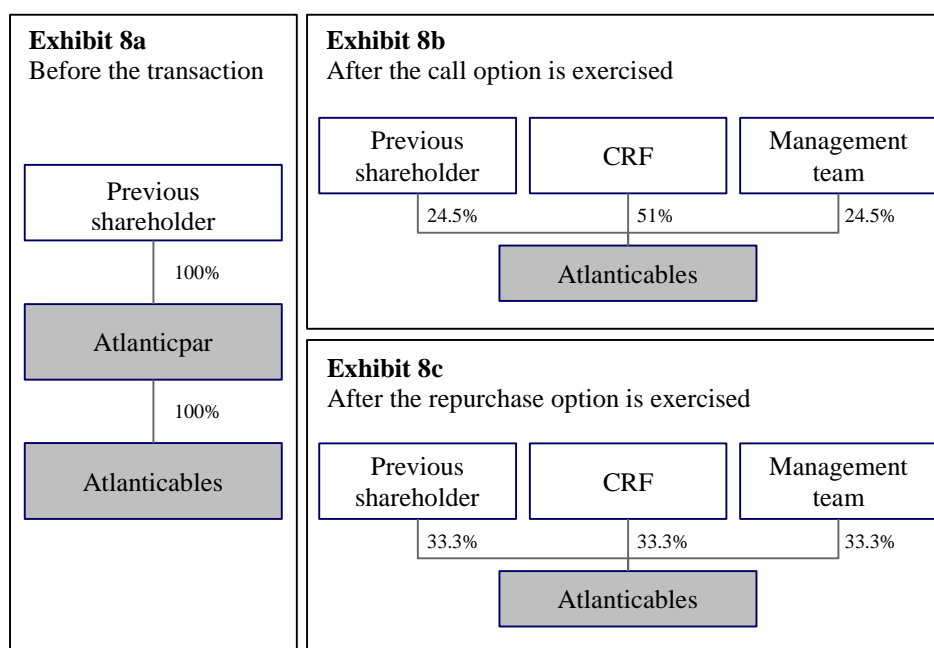 Exhibit 8a
Before the transaction
Previous
shareholder
100%
Atlanticpar
100%
Atlanticables
Exhibit 8b
After the call option is exercised
Previous
shareholder
CRF
Management
team
24.5%
51%
24.5%
Atlanticables
Exhibit 8c
After the repurchase option is exercised
Previous
shareholder
CRF
Management
team
33.3%
33.3%
33.3%
Atlanticables